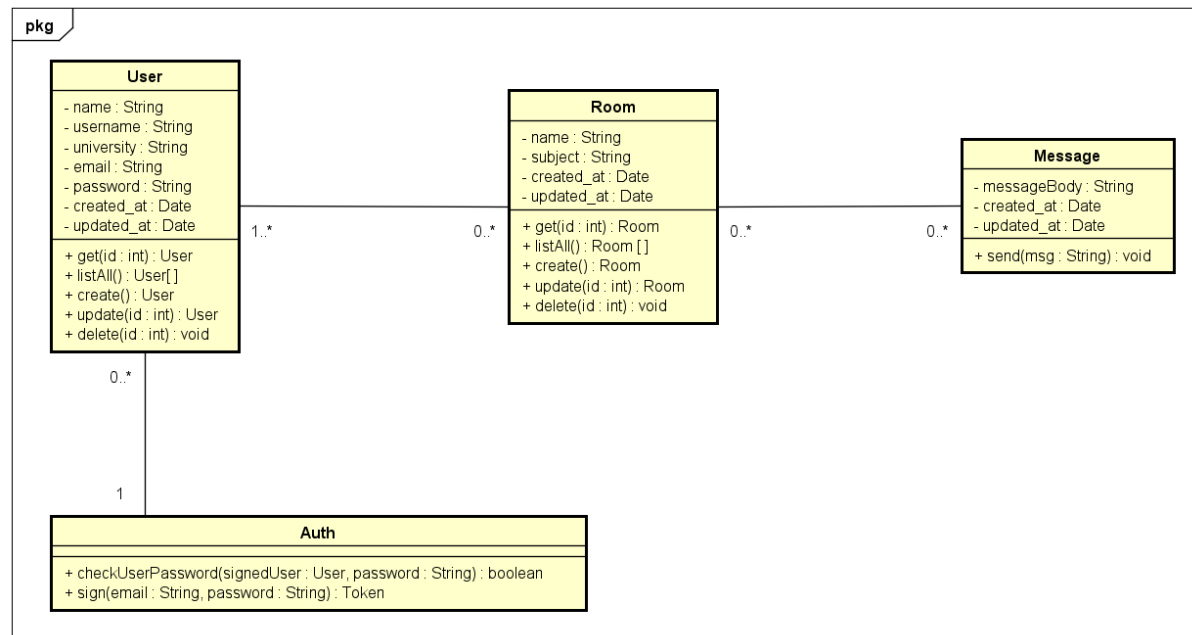 pkg
User
- name : String
- username : String
- university : String
- email : String
- password : String
- created_at : Date
- updated_at : Date
+ get(id : int) : User
+ listAll() : User[ ]
+ create() : User
+ update(id : int) : User
+ delete(id : int) : void
1..*
0..*
Room
- name : String
- subject : String
- created_at : Date
- updated_at : Date
+ get(id : int) : Room
+ listAll() : Room [ ]
+ create() : Room
+ update(id : int) : Room
+ delete(id : int) : void
0..*
0..*
Message
- messageBody : String
- created_at : Date
- updated_at : Date
+ send(msg : String) : void
0..*
1
Auth
+ checkUserPassword(signedUser : User, password : String) : boolean
+ sign(email : String, password : String) : Token